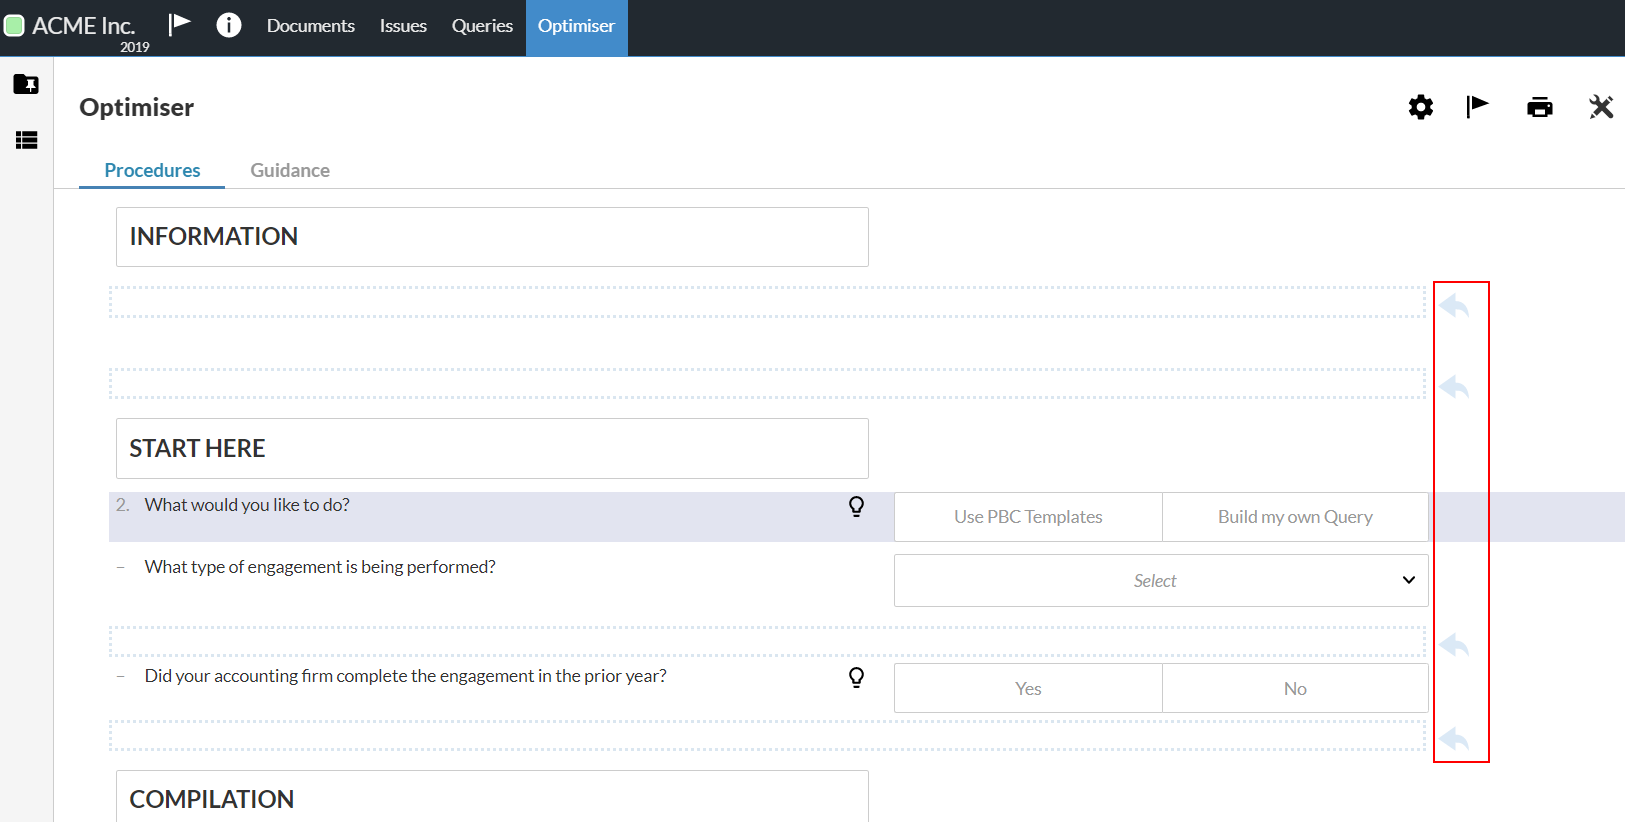 ACME Inc. Documents Issues Queries Optimiser
2019
Optimiser
Procedures Guidance
INFORMATION
START HERE
2. What would you like to do? Use PBC Templates Build my own Query
– What type of engagement is being performed? Select
– Did your accounting firm complete the engagement in the prior year? Yes No
COMPILATION